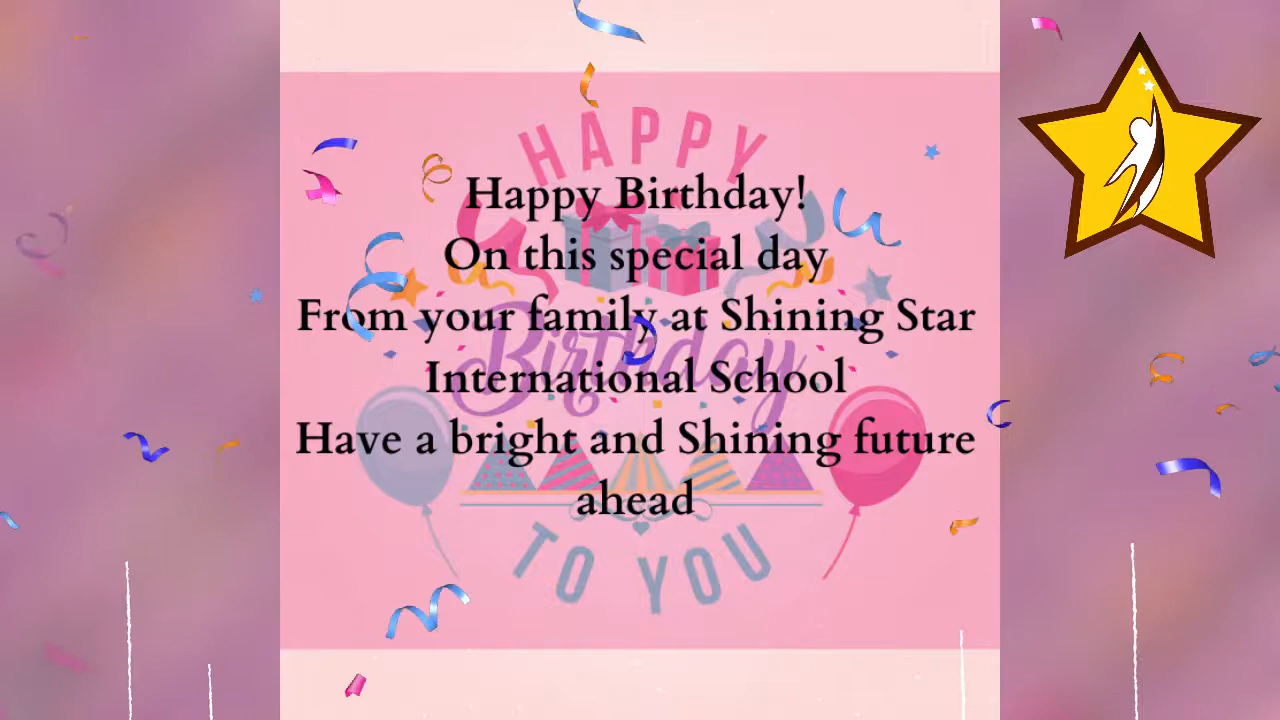 HAPPY
Happy Birthday!
On this special day
From your family at Shining Star
Birthday
International School
Have a bright and Shining future
ahead
TO YOU